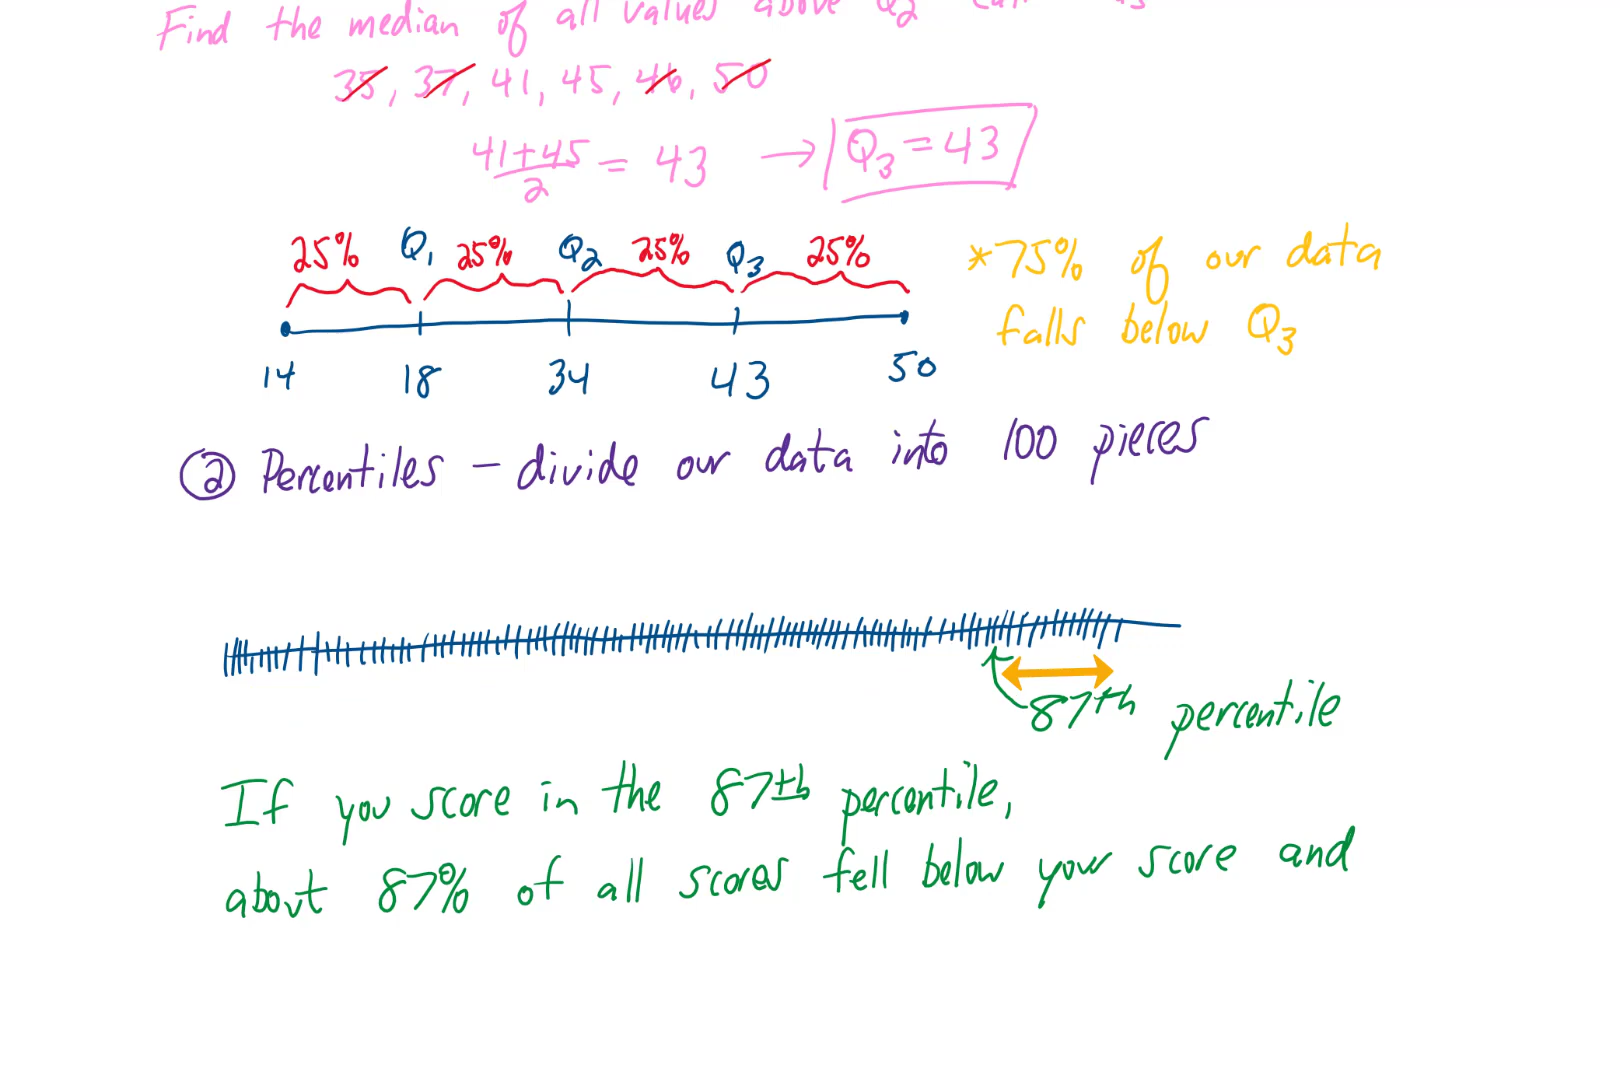 Find the median of all values above Q2
35, 37, 41, 45, 46, 50
41+45/2 = 43 → Q3 = 43
25% Q1 25% Q2 25% Q3 25%
14 18 34 43 50
*75% of our data
falls below Q3
② Percentiles - divide our data into 100 pieces
87th percentile
If you score in the 87th percentile,
about 87% of all scores fell below your score and